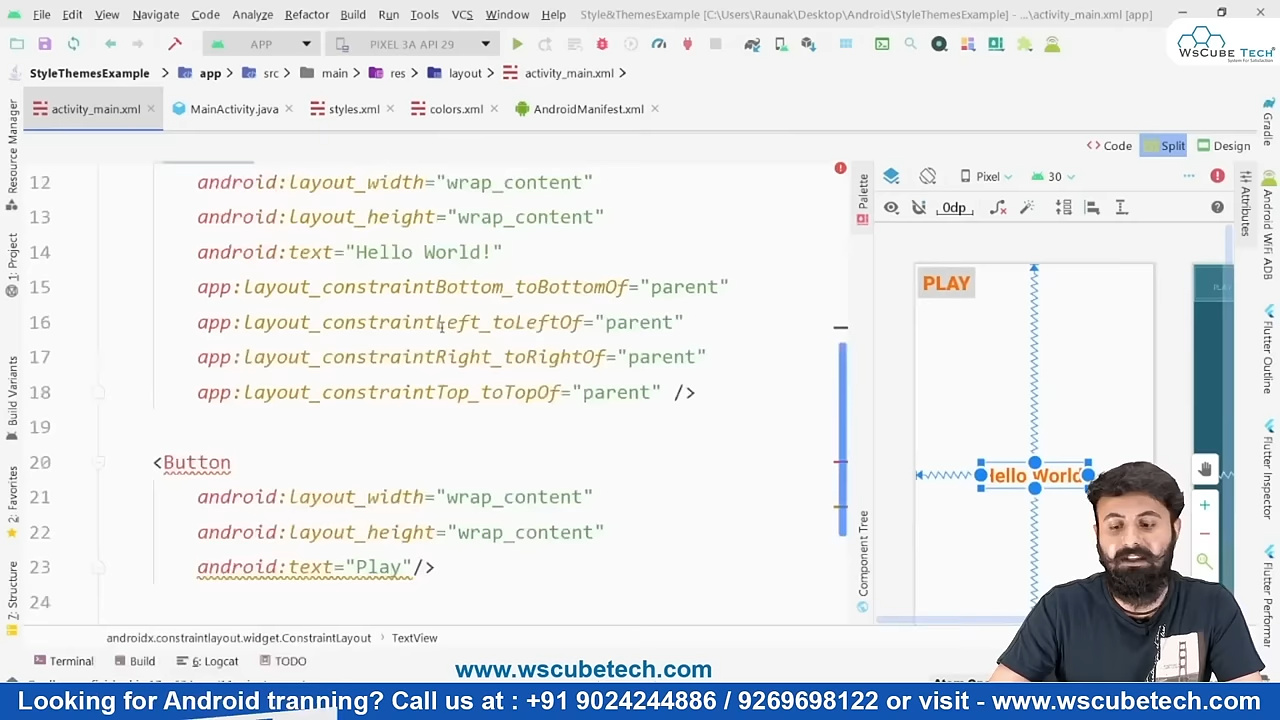 File Edit View Navigate Code Analyze Refactor Build Run Tools VCS Window Help Style&ThemesExample [C:\Users\Raunak\Desktop\Android\StyleThemesExample] - ...\activity_main.xml [app]
APP PIXEL 3A API 29
WsCube Tech
StyleThemesExample app src main res layout activity_main.xml
activity_main.xml MainActivity.java styles.xml colors.xml AndroidManifest.xml
Code Split Design
Pixel 30
0dp
12 android:layout_width="wrap_content"
13 android:layout_height="wrap_content"
14 android:text="Hello World!"
15 app:layout_constraintBottom_toBottomOf="parent"
16 app:layout_constraintLeft_toLeftOf="parent"
17 app:layout_constraintRight_toRightOf="parent"
18 app:layout_constraintTop_toTopOf="parent" />
19
20 <Button
21 android:layout_width="wrap_content"
22 android:layout_height="wrap_content"
23 android:text="Play"/>
24
androidx.constraintlayout.widget.ConstraintLayout TextView
Terminal Build 6: Logcat TODO
Resource Manager
1: Project
Build Variants
2: Favorites
7: Structure
Palette
Component Tree
PLAY
Hello World
Attributes
Gradle
Android WiFi ADB
Flutter Outline
Flutter Inspector
Flutter Performar
www.wscubetech.com
Looking for Android tranning? Call us at : +91 9024244886 / 9269698122 or visit - www.wscubetech.com